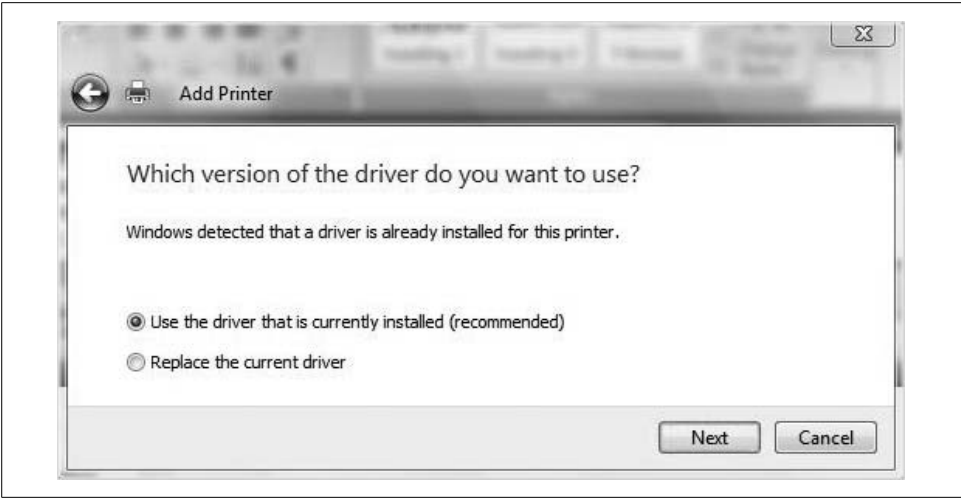 Add Printer
Which version of the driver do you want to use?
Windows detected that a driver is already installed for this printer.
Use the driver that is currently installed (recommended)
Replace the current driver
Next Cancel